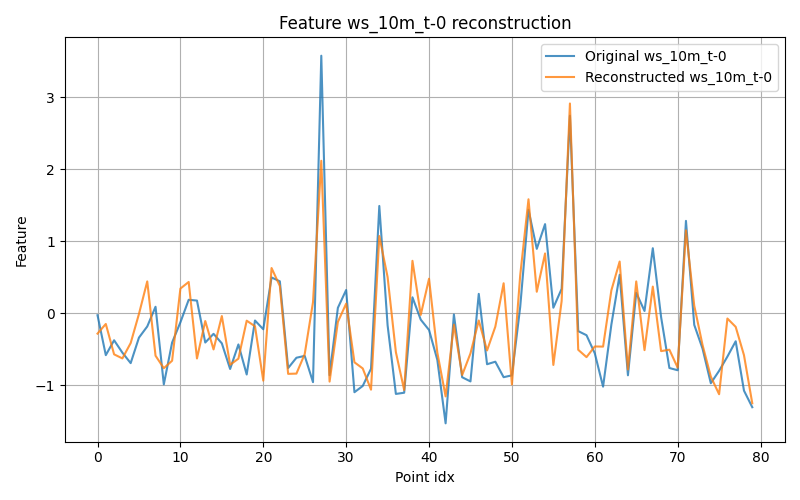 Feature ws_10m_t-0 reconstruction
Original ws_10m_t-0
Reconstructed ws_10m_t-0
Feature
3
2
1
0
−1
0 10 20 30 40 50 60 70 80
Point idx